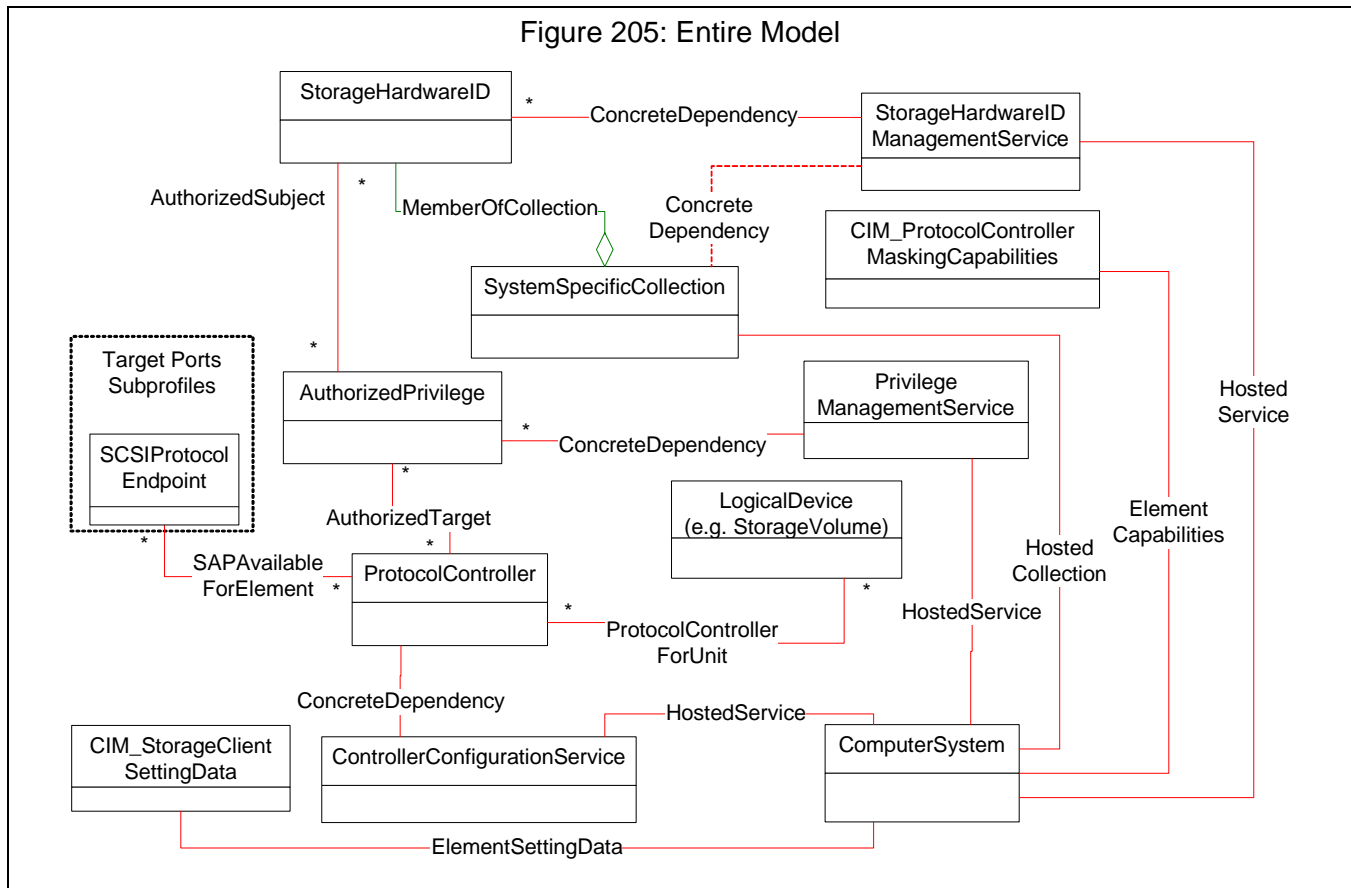 Figure 205: Entire Model
StorageHardwareID
*
ConcreteDependency
StorageHardwareID
ManagementService
AuthorizedSubject
*
MemberOfCollection
Concrete
Dependency
CIM_ProtocolController
MaskingCapabilities
SystemSpecificCollection
*
Target Ports
Subprofiles
AuthorizedPrivilege
Privilege
ManagementService
Hosted
Service
*
ConcreteDependency
SCSIProtocol
Endpoint
*
LogicalDevice
(e.g. StorageVolume)
Element
Capabilities
AuthorizedTarget
*
*
SAPAvailable
ForElement
*
ProtocolController
Hosted
Collection
*
*
ProtocolController
ForUnit
HostedService
ConcreteDependency
HostedService
CIM_StorageClient
SettingData
ControllerConfigurationService
ComputerSystem
ElementSettingData